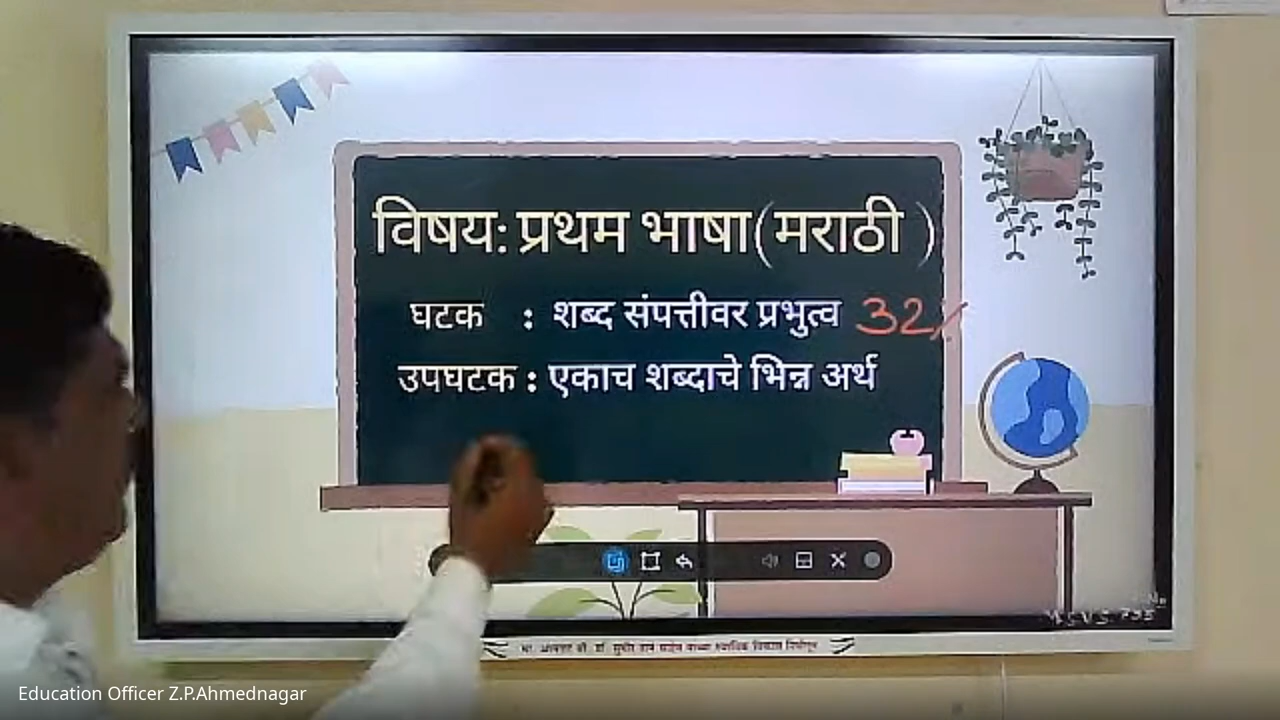 विषय: प्रथम भाषा(मराठी )
घटक : शब्द संपत्तीवर प्रभुत्व 32%
उपघटक : एकाच शब्दाचे भिन्न अर्थ
Education Officer Z.P.Ahmednagar